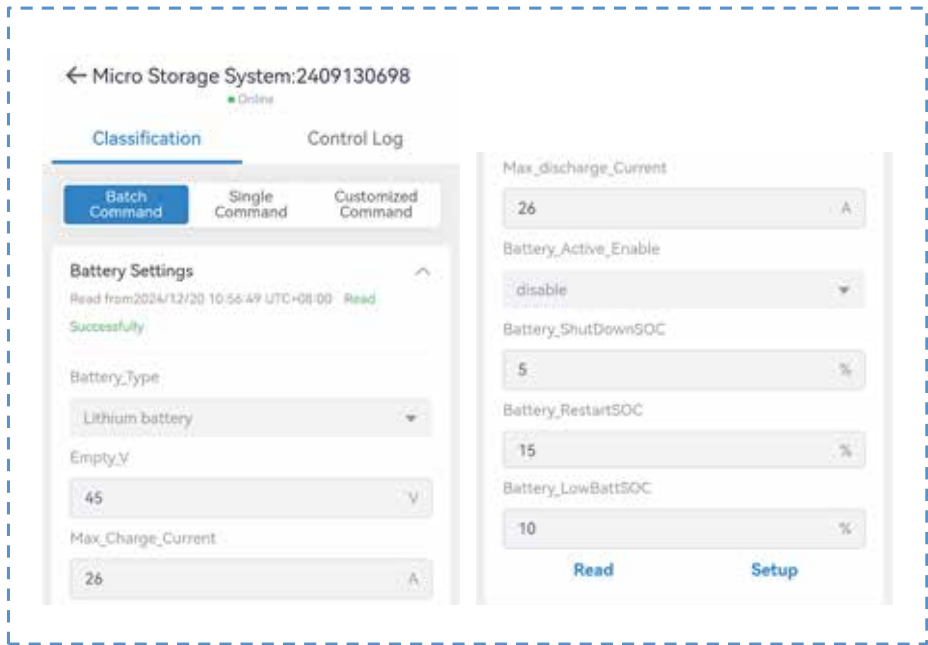 ← Micro Storage System:2409130698
Online
Classification Control Log
Batch Command Single Command Customized Command
Battery Settings
Read from2024/12/20 10:56:49 UTC+08:00 Read
Successfully
Battery_Type
Lithium battery
Empty_V
45 V
Max_Charge_Current
26 A
Max_discharge_Current
26 A
Battery_Active_Enable
disable
Battery_ShutDownSOC
5 %
Battery_RestartSOC
15 %
Battery_LowBattSOC
10 %
Read Setup